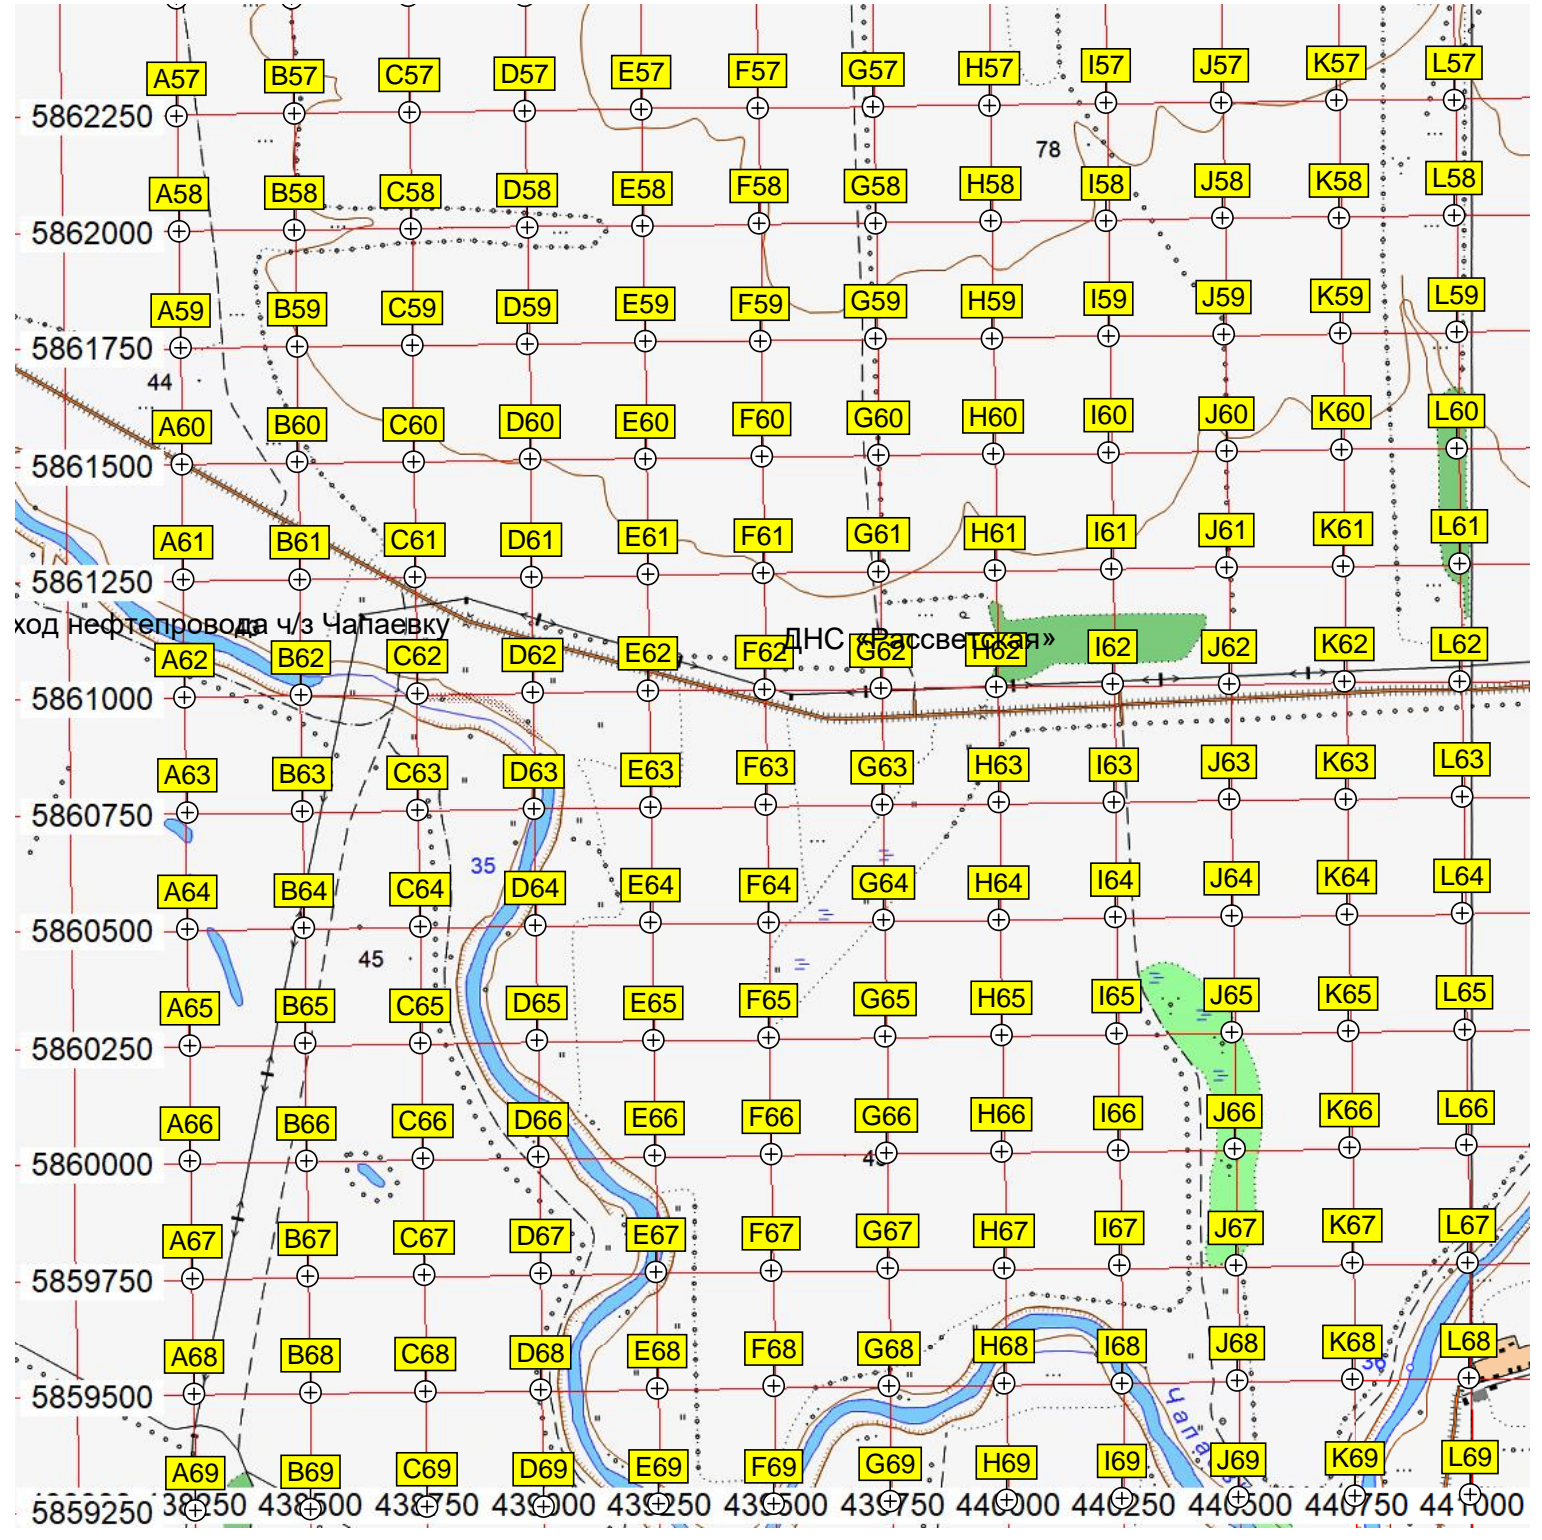 A57 B57 C57 D57 E57 F57 G57 H57 I57 J57 K57 L57
5862250
78
A58 B58 C58 D58 E58 F58 G58 H58 I58 J58 K58 L58
5862000
A59 B59 C59 D59 E59 F59 G59 H59 I59 J59 K59 L59
5861750
44
A60 B60 C60 D60 E60 F60 G60 H60 I60 J60 K60 L60
5861500
A61 B61 C61 D61 E61 F61 G61 H61 I61 J61 K61 L61
5861250
ход нефтепровода ч/з Чапаевку
ДНС «Рассветская»
A62 B62 C62 D62 E62 F62 G62 H62 I62 J62 K62 L62
5861000
A63 B63 C63 D63 E63 F63 G63 H63 I63 J63 K63 L63
5860750
35
A64 B64 C64 D64 E64 F64 G64 H64 I64 J64 K64 L64
5860500
45
A65 B65 C65 D65 E65 F65 G65 H65 I65 J65 K65 L65
5860250
A66 B66 C66 D66 E66 F66 G66 H66 I66 J66 K66 L66
5860000
A67 B67 C67 D67 E67 F67 G67 H67 I67 J67 K67 L67
5859750
A68 B68 C68 D68 E68 F68 G68 H68 I68 J68 K68 L68
36
5859500
Чапа
A69 B69 C69 D69 E69 F69 G69 H69 I69 J69 K69 L69
5859250
438250 438500 438750 439000 439250 439500 439750 440000 440250 440500 440750 441000